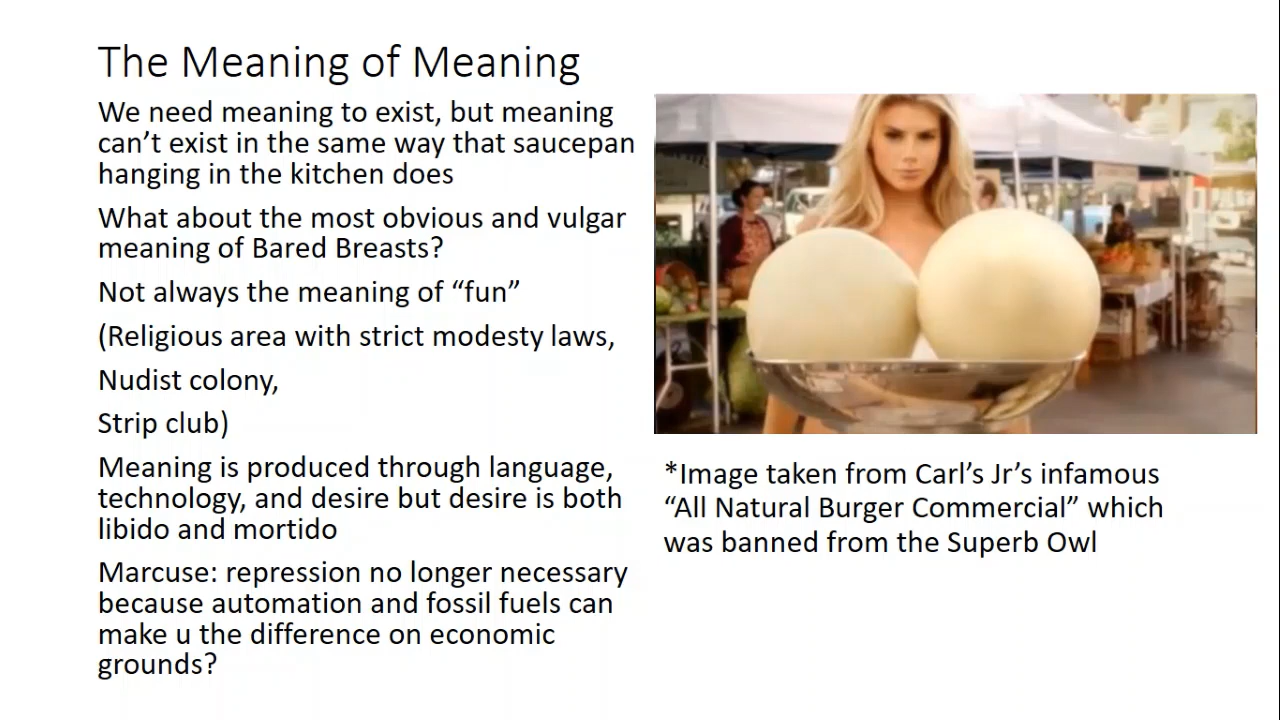 The Meaning of Meaning
We need meaning to exist, but meaning
can’t exist in the same way that saucepan
hanging in the kitchen does
What about the most obvious and vulgar
meaning of Bared Breasts?
Not always the meaning of “fun”
(Religious area with strict modesty laws,
Nudist colony,
Strip club)
Meaning is produced through language,
technology, and desire but desire is both
libido and mortido
Marcuse: repression no longer necessary
because automation and fossil fuels can
make u the difference on economic
grounds?
*Image taken from Carl’s Jr’s infamous
“All Natural Burger Commercial” which
was banned from the Superb Owl